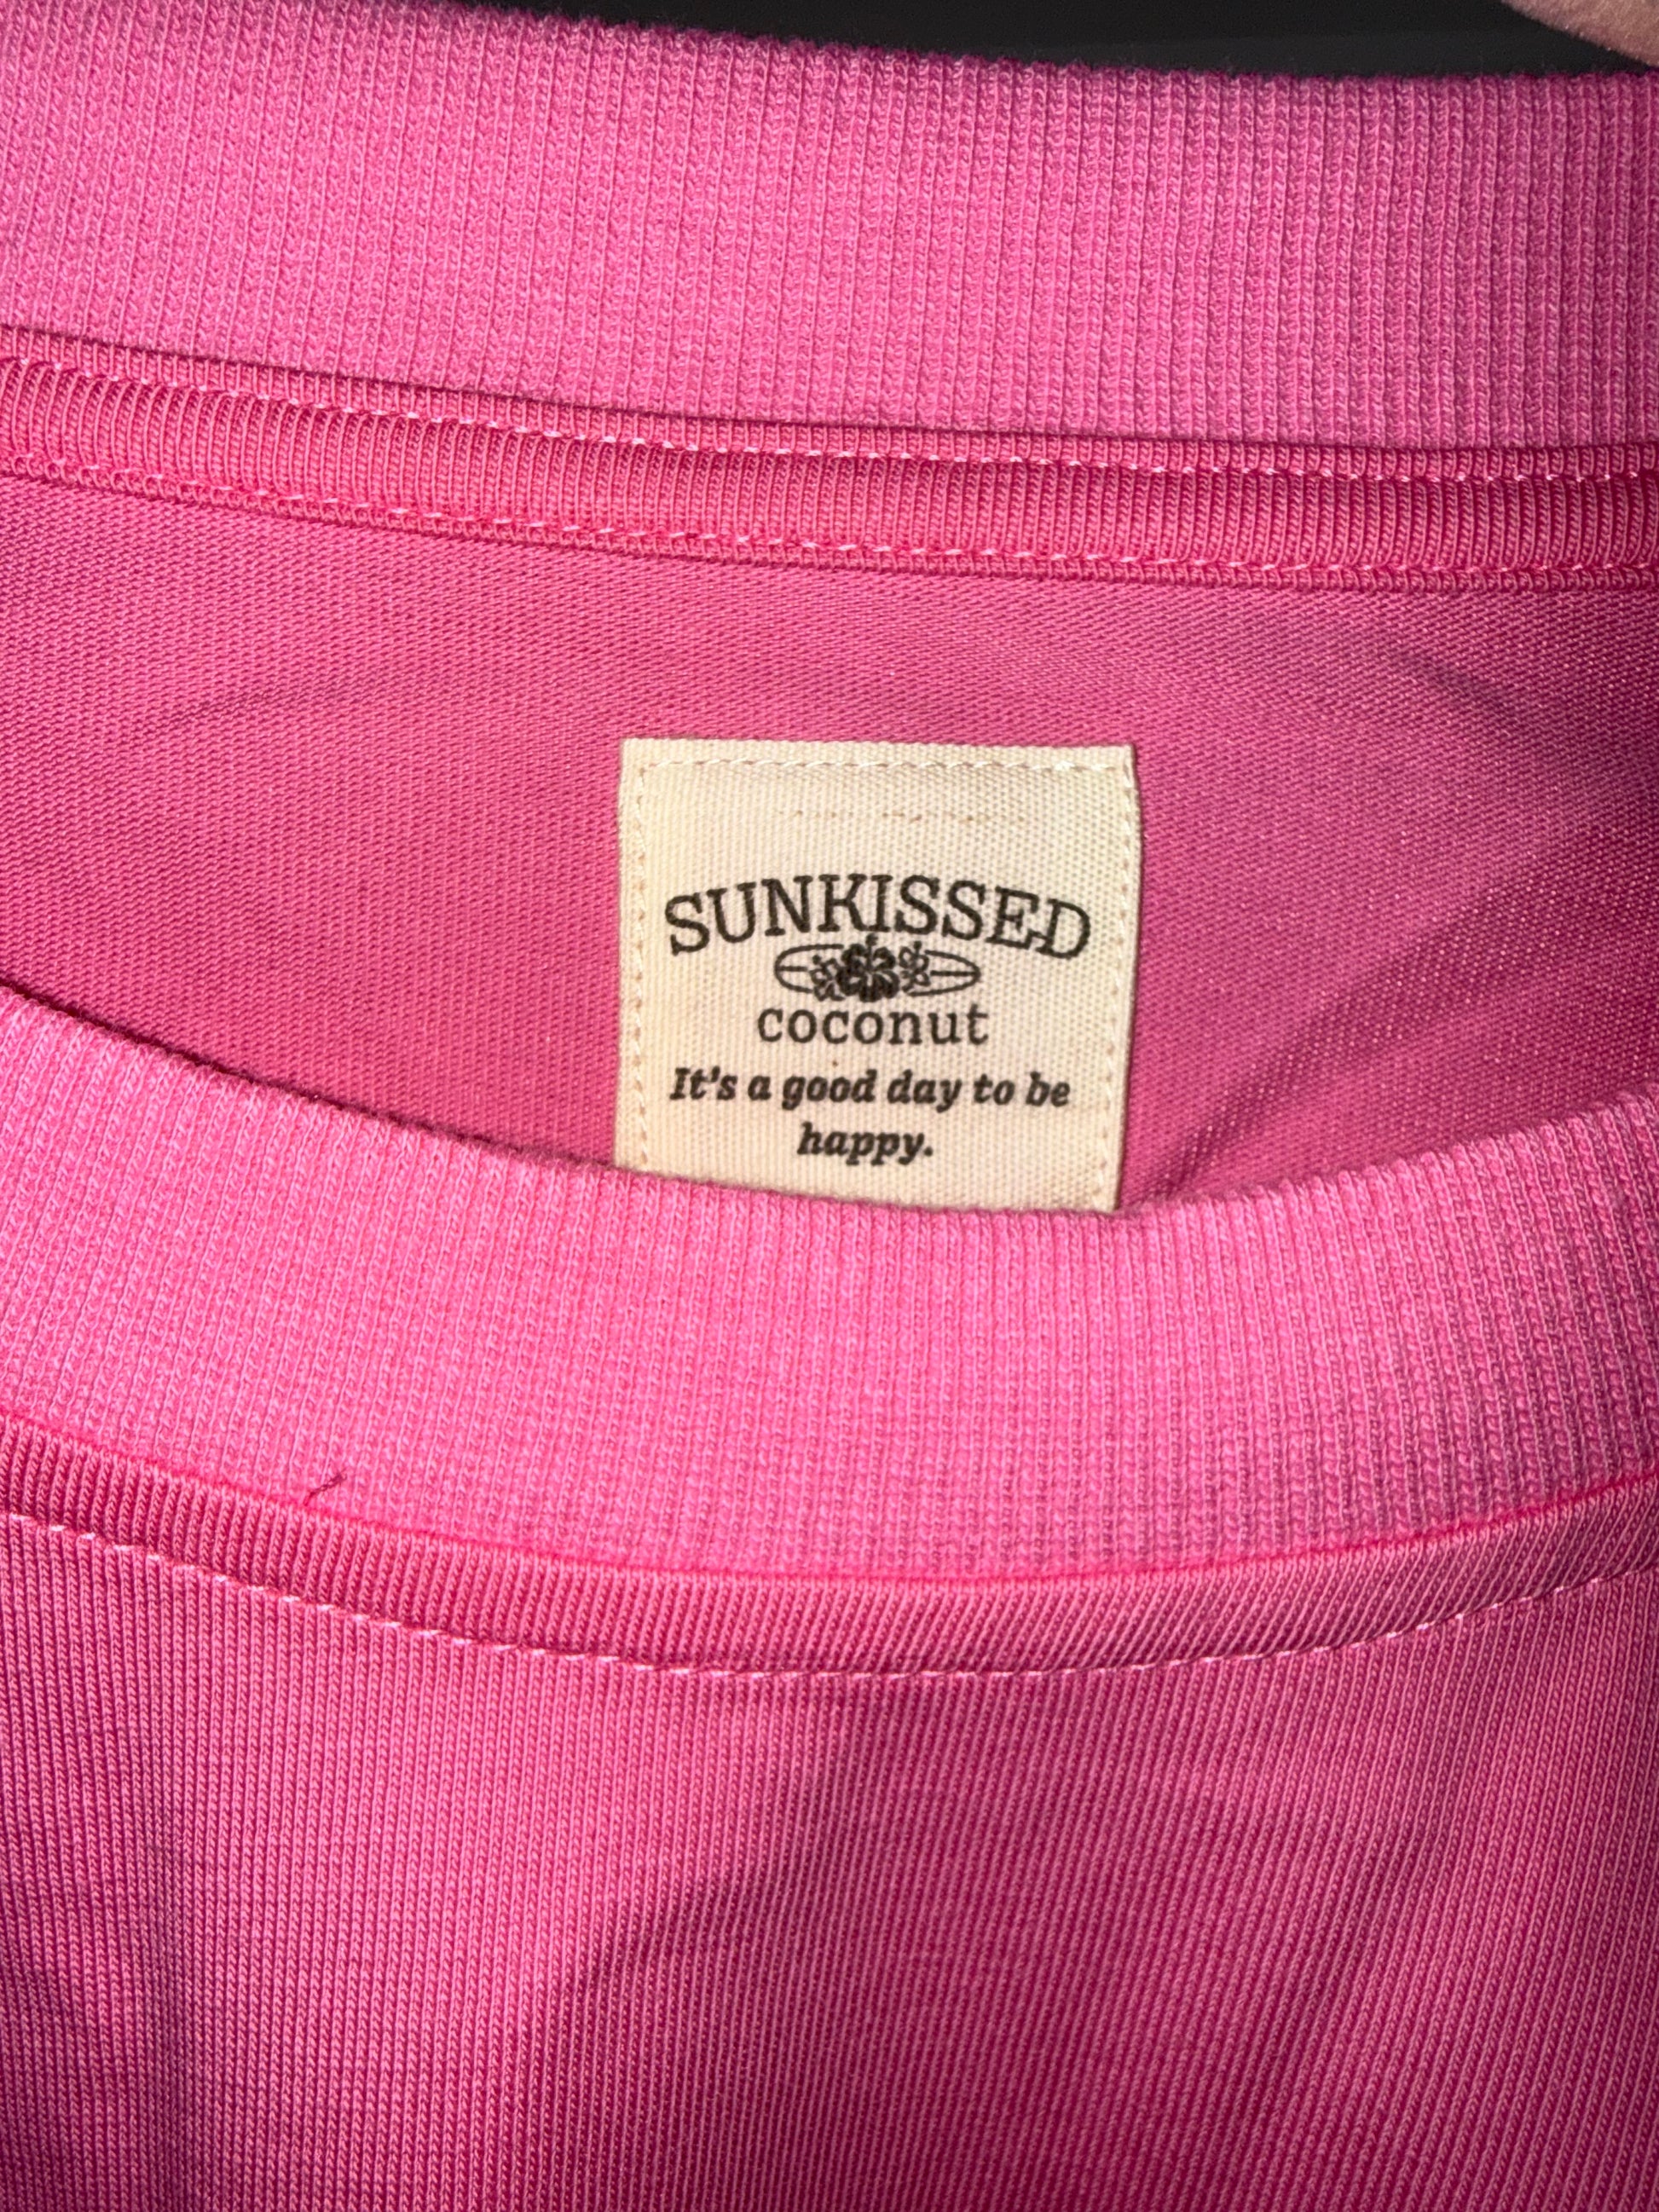 SUNKISSED
coconut
It's a good day to be
happy.